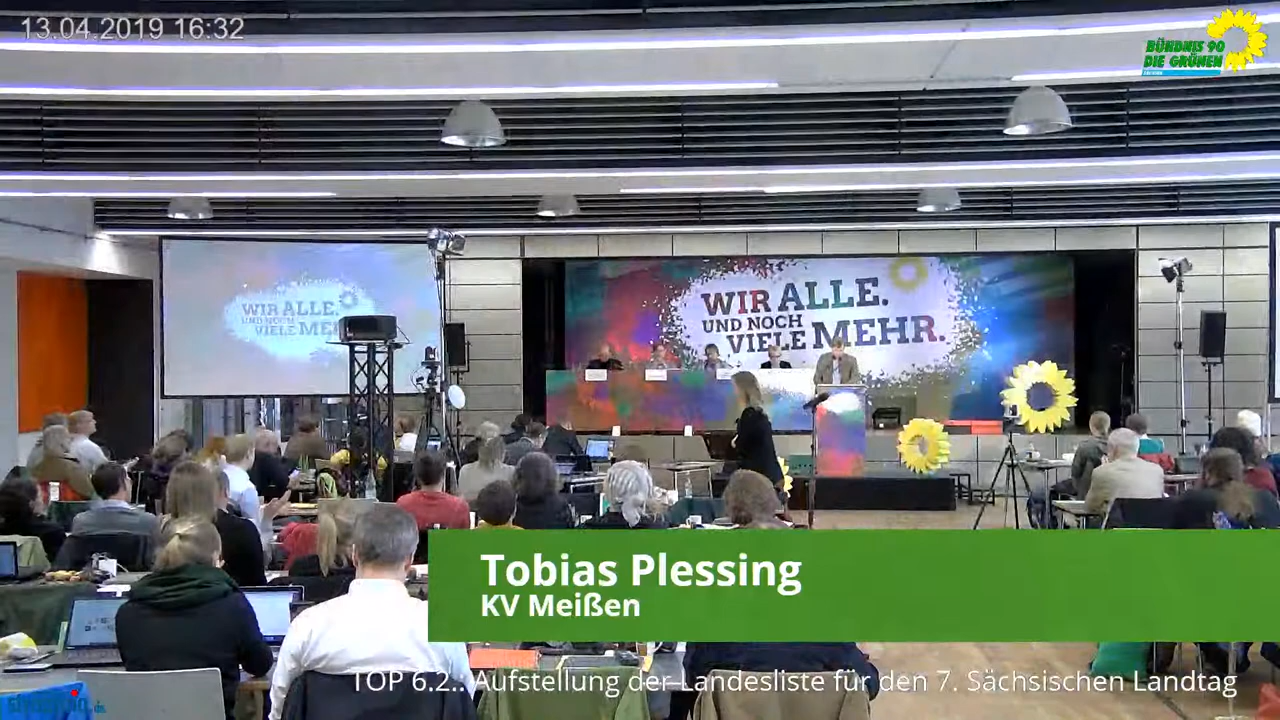 13.04.2019 16:32
BÜNDNIS 90
DIE GRÜNEN
SACHSEN
WIR ALLE.
UND NOCH
VIELE MEHR.
WIR ALLE.
UND NOCH
VIELE MEHR.
Tobias Plessing
KV Meißen
TOP 6.2.: Aufstellung der Landesliste für den 7. Sächsischen Landtag